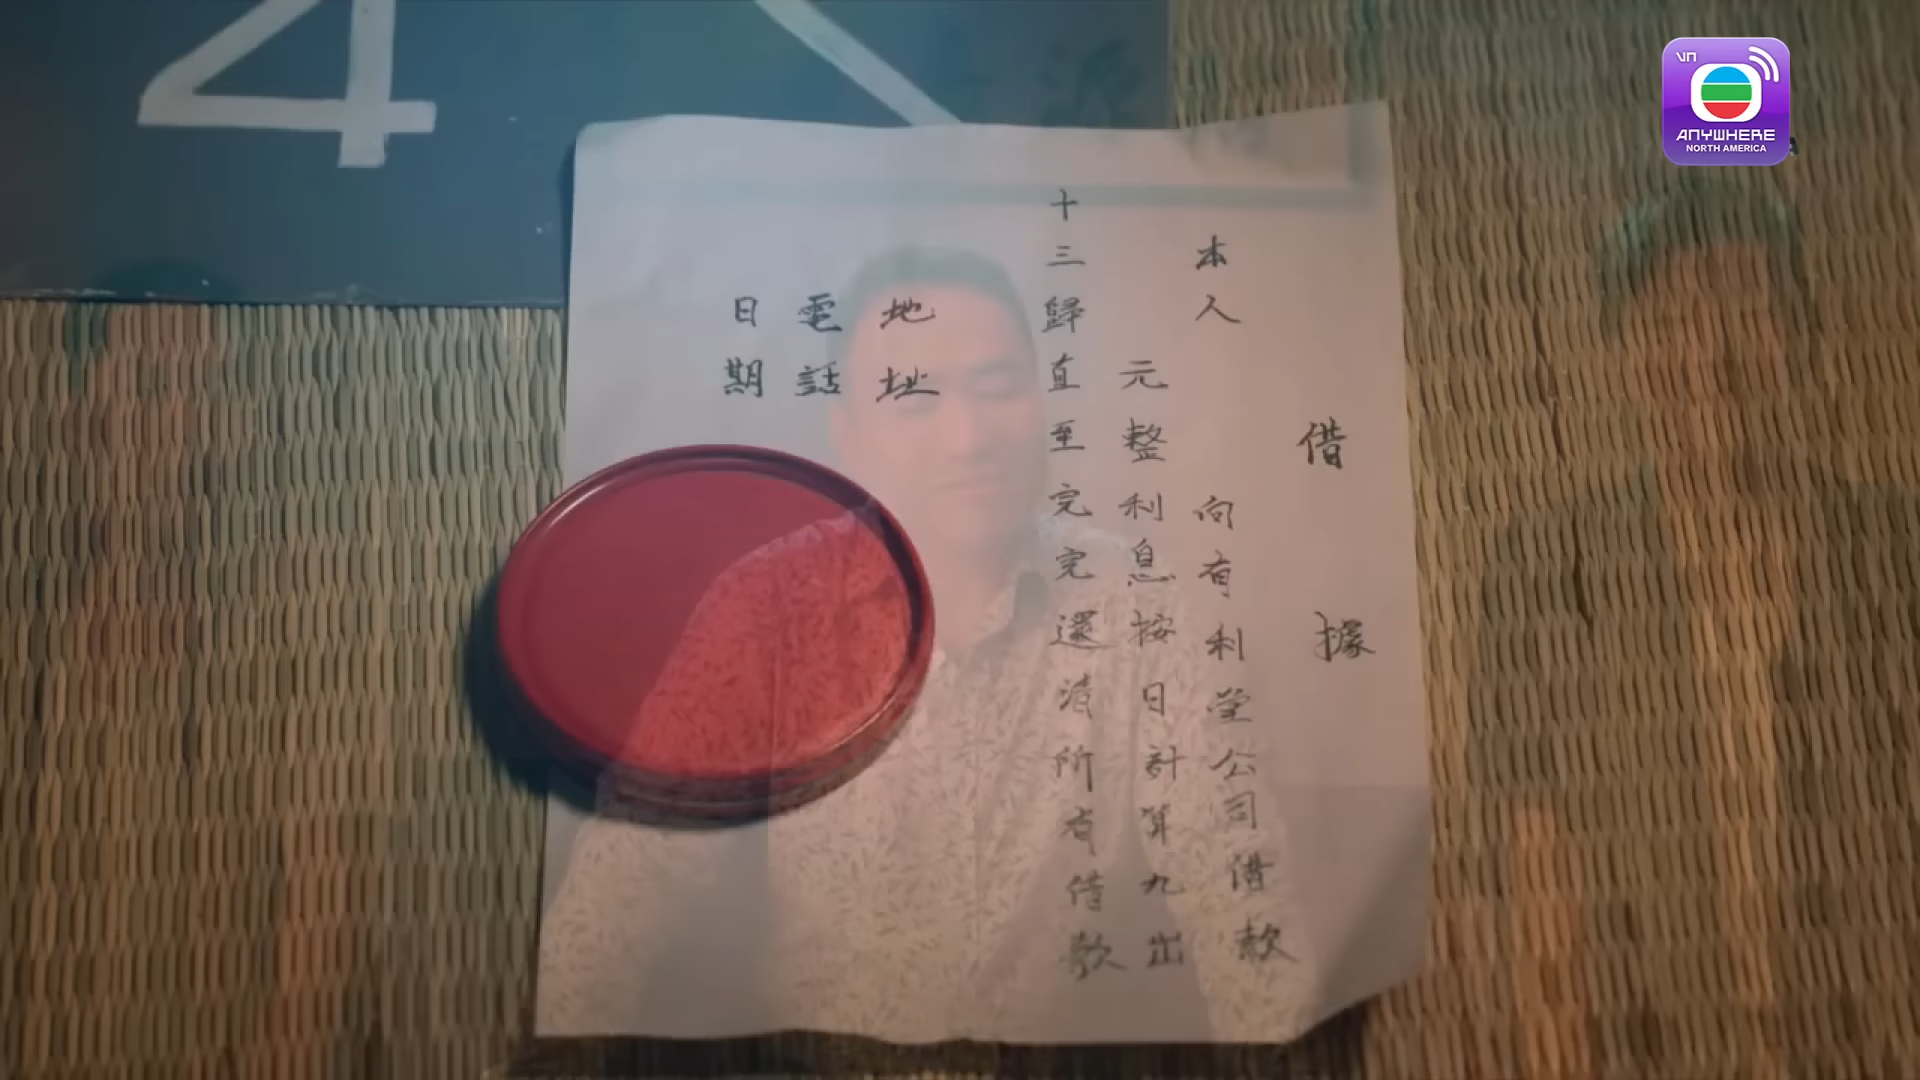 借據
本人 向有利堂公司借款
元整利息按日計算九出
十三歸直至完完還清所有借款
地址
電話
日期
4
VN
ANYWHERE
NORTH AMERICA